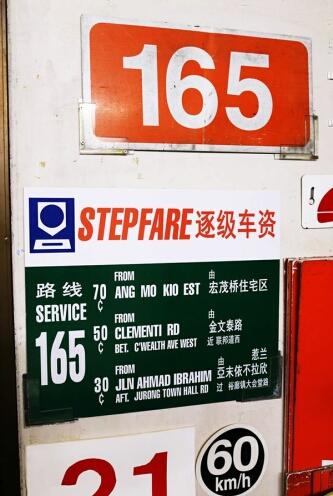 165
STEPFARE 逐级车资
路线
SERVICE
165
70¢ FROM 由
ANG MO KIO EST 宏茂桥住宅区
50¢ FROM 由
CLEMENTI RD 金文泰路
BET. C'WEALTH AVE WEST 近 联邦道西
30¢ FROM 由 惹兰
JLN AHMAD IBRAHIM 亚未依不拉欣
AFT. JURONG TOWN HALL RD 过 裕廊镇大会堂路
60
km/h
21